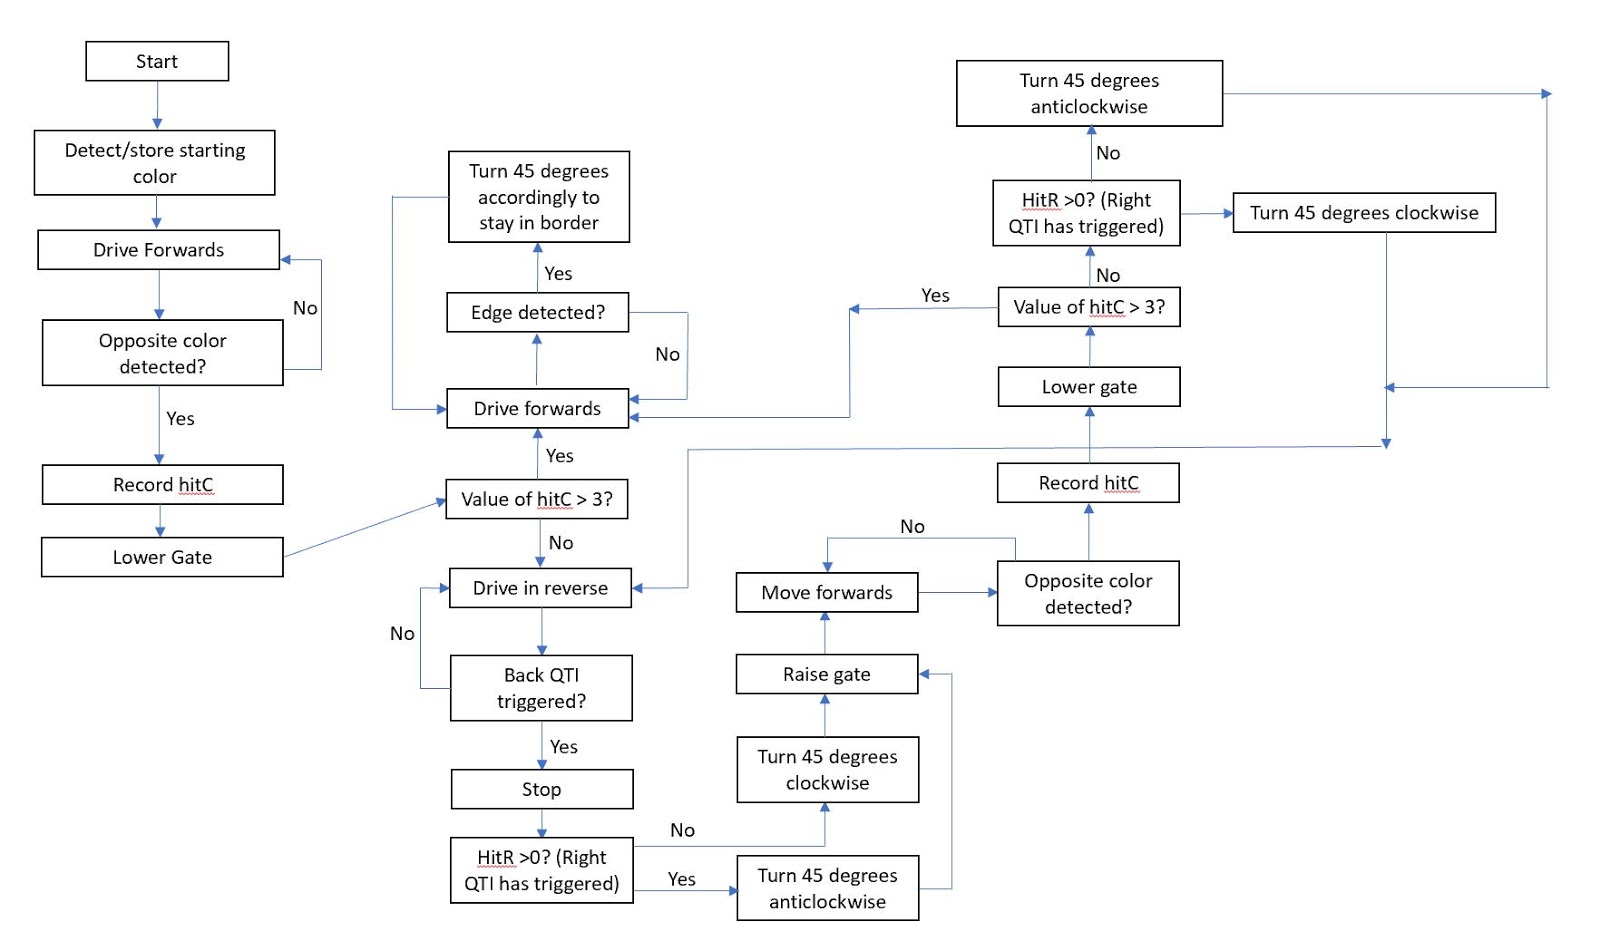 Start
Detect/store starting
color
Drive Forwards
No
Opposite color
detected?
Yes
Record hitC
Lower Gate
Turn 45 degrees
accordingly to
stay in border
Yes
Edge detected?
No
Drive forwards
Yes
Value of hitC > 3?
No
Drive in reverse
No
Back QTI
triggered?
Yes
Stop
HitR >0? (Right
QTI has triggered)
No
Yes
Turn 45 degrees
anticlockwise
Turn 45 degrees
clockwise
Raise gate
Move forwards
No
Opposite color
detected?
Record hitC
Lower gate
Value of hitC > 3?
Yes
No
HitR >0? (Right
QTI has triggered)
Turn 45 degrees clockwise
No
Turn 45 degrees
anticlockwise